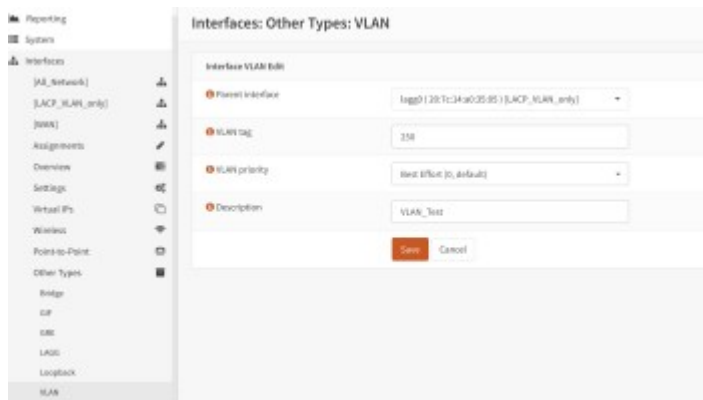 Reporting
System
Interfaces
[All_Network]
[LACP_VLAN_only]
[WAN]
Assignments
Overview
Settings
Virtual IPs
Wireless
Point-to-Point
Other Types
Bridge
GIF
GRE
LAGG
Loopback
VLAN
Interfaces: Other Types: VLAN
Interface VLAN Edit
Parent interface
lagg0 ( ) [LACP_VLAN_only]
VLAN tag
VLAN priority
Best Effort (0, default)
Description
VLAN_Test
Save
Cancel